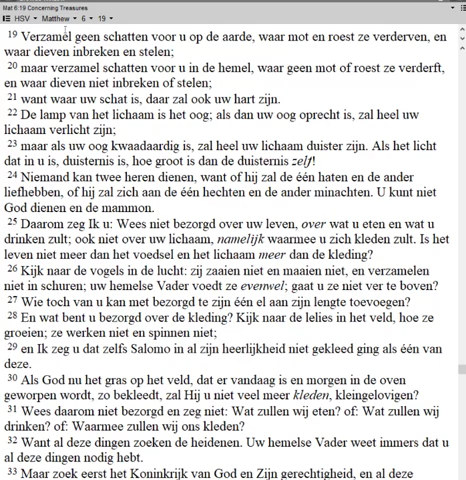 Mat 6:19 Concerning Treasures
HSV Matthew 6 19
19 Verzamel geen schatten voor u op de aarde, waar mot en roest ze verderven, en
waar dieven inbreken en stelen;
20 maar verzamel schatten voor u in de hemel, waar geen mot of roest ze verderft,
en waar dieven niet inbreken of stelen;
21 want waar uw schat is, daar zal ook uw hart zijn.
22 De lamp van het lichaam is het oog; als dan uw oog oprecht is, zal heel uw
lichaam verlicht zijn;
23 maar als uw oog kwaadaardig is, zal heel uw lichaam duister zijn. Als het licht
dat in u is, duisternis is, hoe groot is dan de duisternis zelf!
24 Niemand kan twee heren dienen, want of hij zal de één haten en de ander
liefhebben, of hij zal zich aan de één hechten en de ander minachten. U kunt niet
God dienen en de mammon.
25 Daarom zeg Ik u: Wees niet bezorgd over uw leven, over wat u eten en wat u
drinken zult; ook niet over uw lichaam, namelijk waarmee u zich kleden zult. Is het
leven niet meer dan het voedsel en het lichaam meer dan de kleding?
26 Kijk naar de vogels in de lucht: zij zaaien niet en maaien niet, en verzamelen
niet in schuren; uw hemelse Vader voedt ze evenwel; gaat u ze niet ver te boven?
27 Wie toch van u kan met bezorgd te zijn één el aan zijn lengte toevoegen?
28 En wat bent u bezorgd over de kleding? Kijk naar de lelies in het veld, hoe ze
groeien; ze werken niet en spinnen niet;
29 en Ik zeg u dat zelfs Salomo in al zijn heerlijkheid niet gekleed ging als één van
deze.
30 Als God nu het gras op het veld, dat er vandaag is en morgen in de oven
geworpen wordt, zo bekleedt, zal Hij u niet veel meer kleden, kleingelovigen?
31 Wees daarom niet bezorgd en zeg niet: Wat zullen wij eten? of: Wat zullen wij
drinken? of: Waarmee zullen wij ons kleden?
32 Want al deze dingen zoeken de heidenen. Uw hemelse Vader weet immers dat u
al deze dingen nodig hebt.
33 Maar zoek eerst het Koninkrijk van God en Zijn gerechtigheid, en al deze